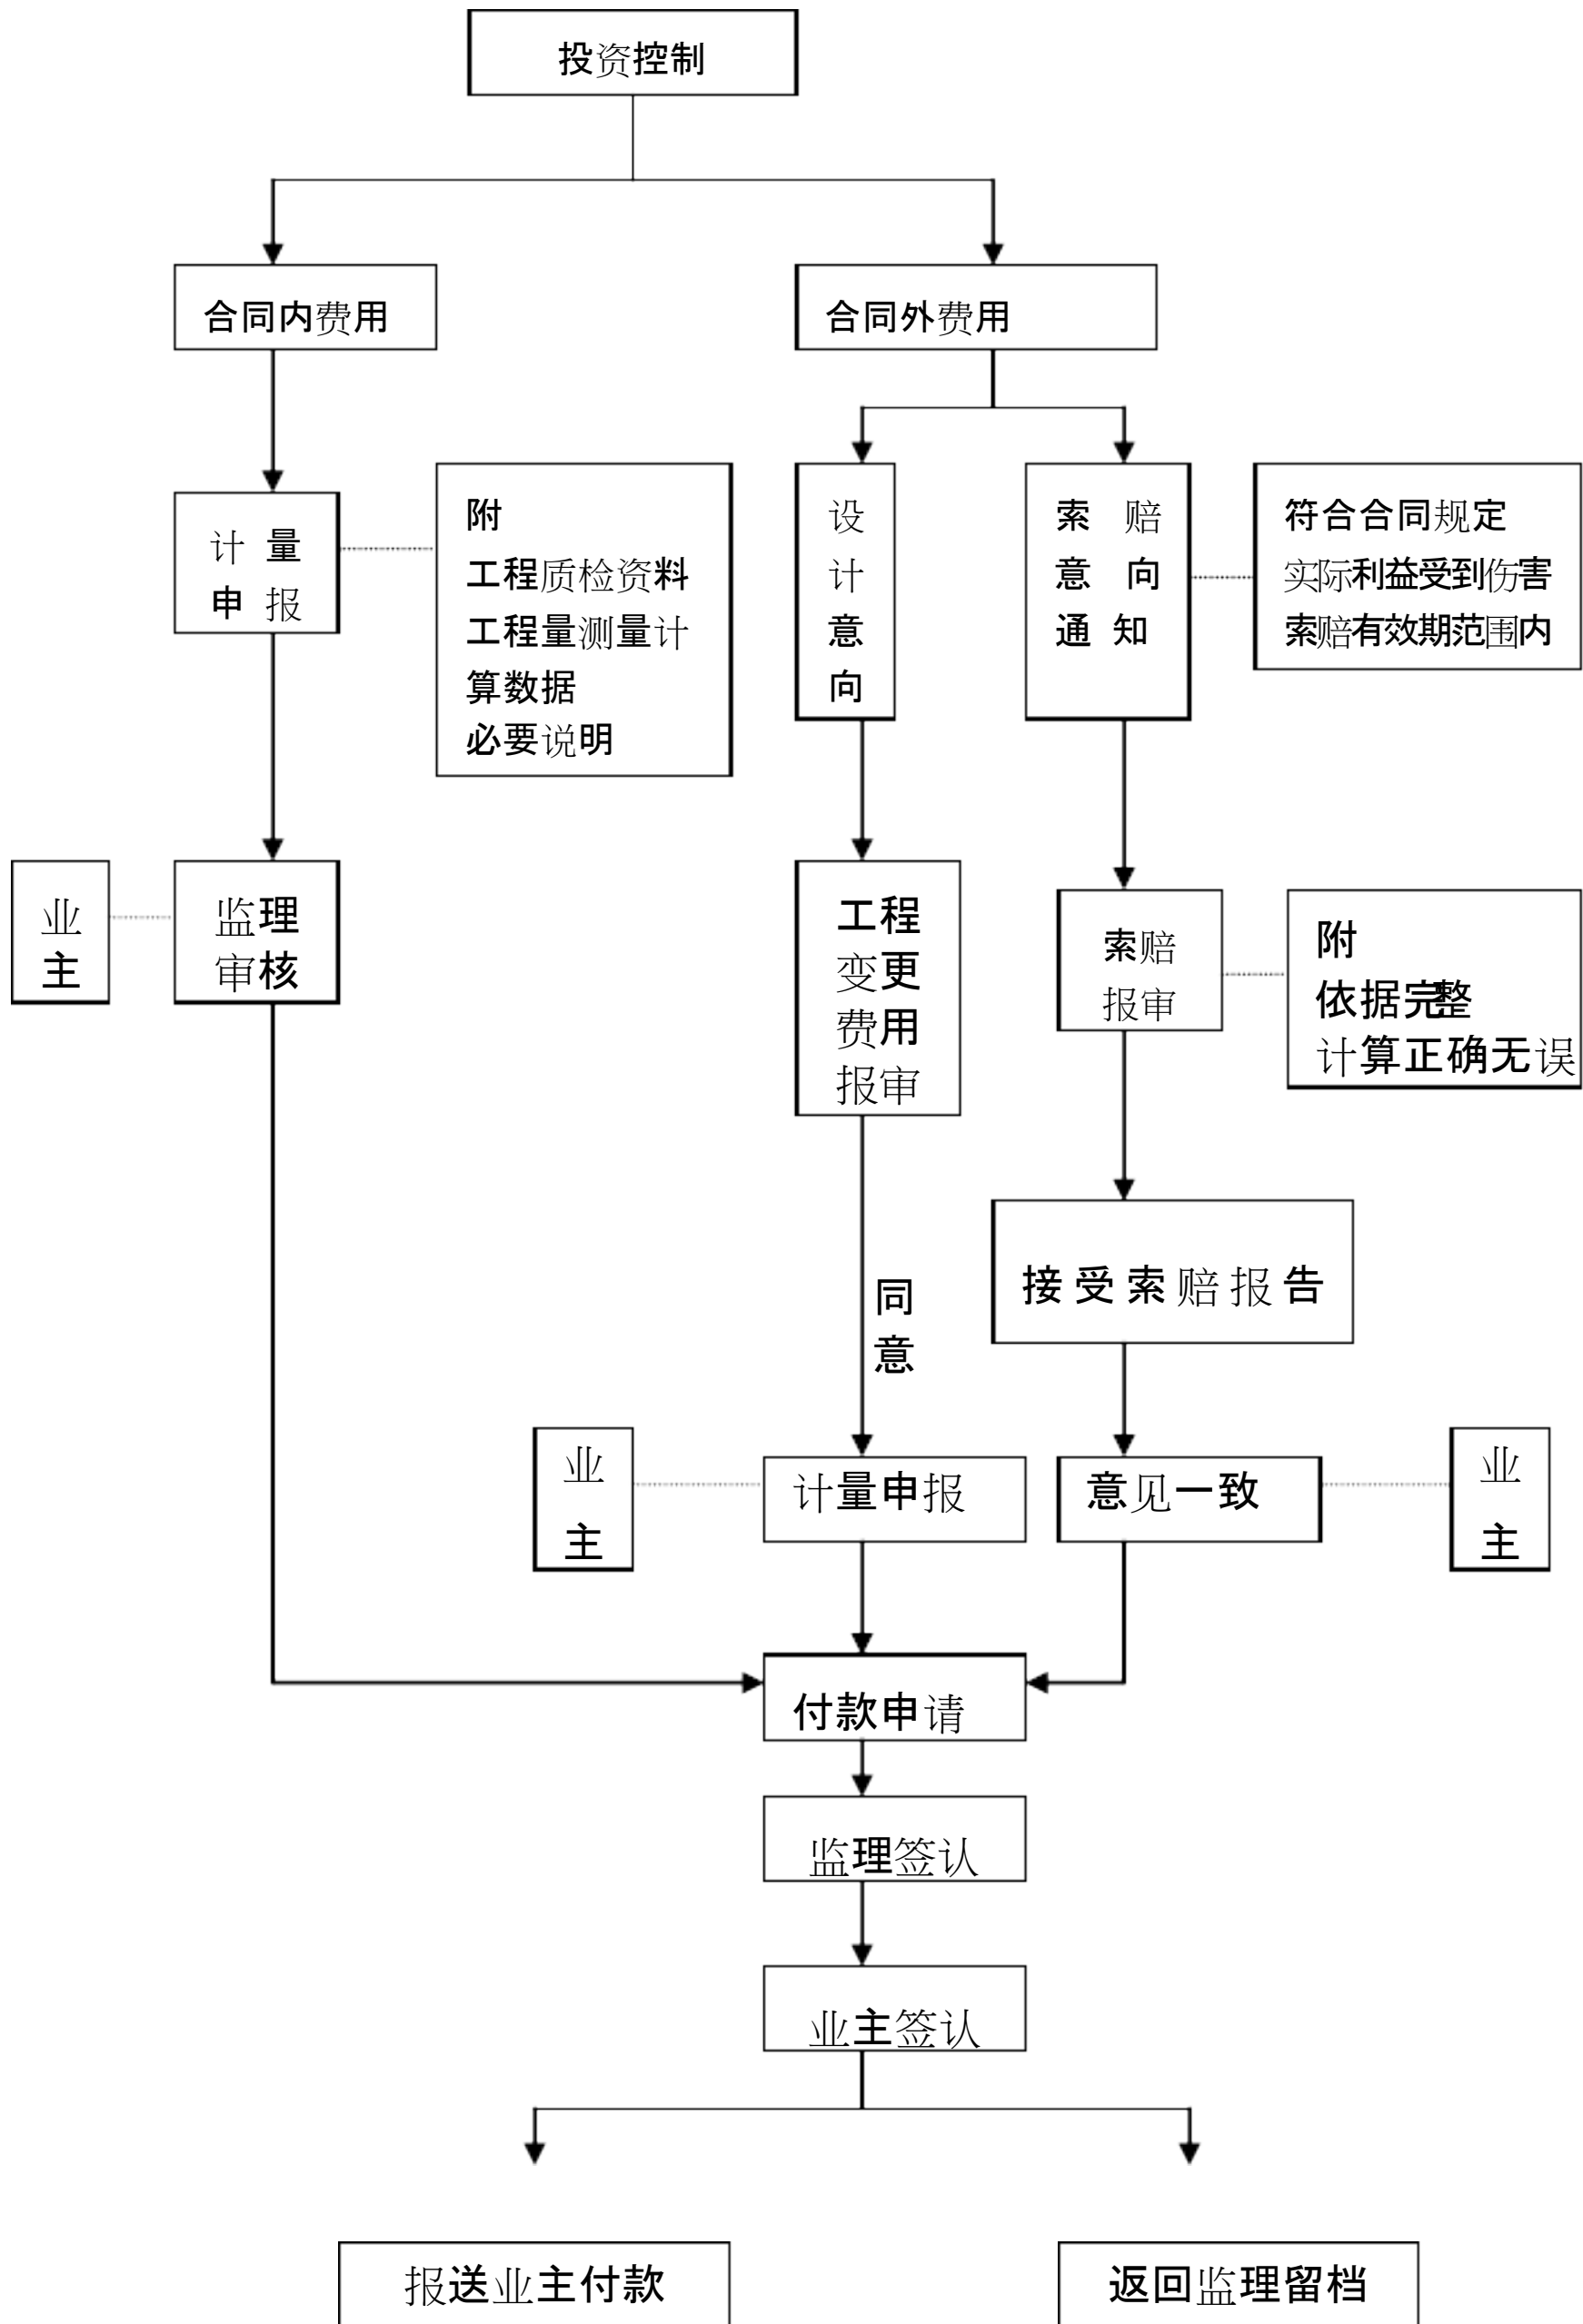 投资控制
合同内费用
合同外费用
计 量
申 报
附
工程质检资料
工程量测量计
算数据
必要说明
设
计
意
向
索 赔
意 向
通 知
符合合同规定
实际利益受到伤害
索赔有效期范围内
业
主
监理
审核
工程
变更
费用
报审
索赔
报审
附
依据完整
计算正确无误
接受索赔报告
同
意
业
主
计量申报
意见一致
业
主
付款申请
监理签认
业主签认
报送业主付款
返回监理留档